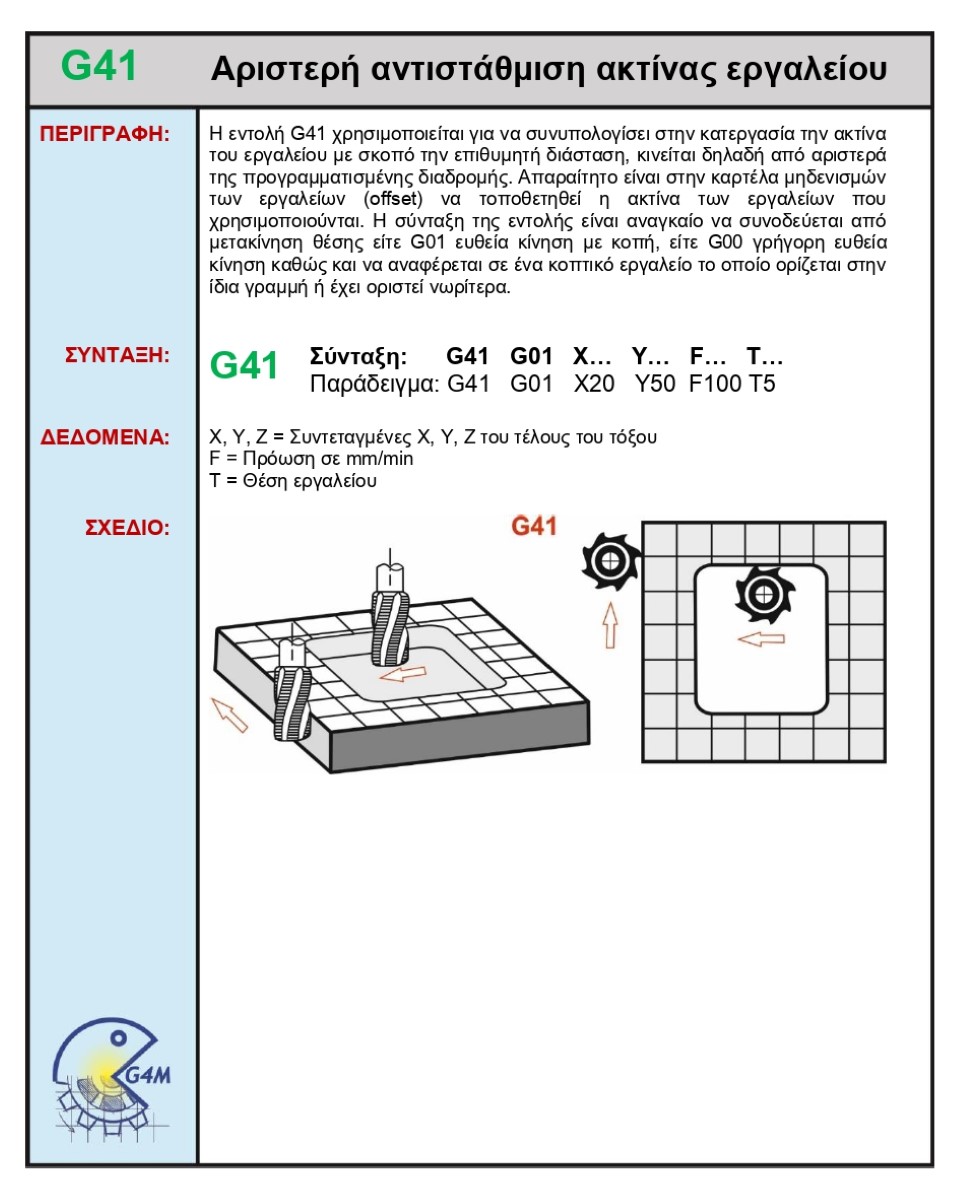 G41 Αριστερή αντιστάθμιση ακτίνας εργαλείου
ΠΕΡΙΓΡΑΦΗ:
Η εντολή G41 χρησιμοποιείται για να συνυπολογίσει στην κατεργασία την ακτίνα
του εργαλείου με σκοπό την επιθυμητή διάσταση, κινείται δηλαδή από αριστερά
της προγραμματισμένης διαδρομής. Απαραίτητο είναι στην καρτέλα μηδενισμών
των εργαλείων (offset) να τοποθετηθεί η ακτίνα των εργαλείων που
χρησιμοποιούνται. Η σύνταξη της εντολής είναι αναγκαίο να συνοδεύεται από
μετακίνηση θέσης είτε G01 ευθεία κίνηση με κοπή, είτε G00 γρήγορη ευθεία
κίνηση καθώς και να αναφέρεται σε ένα κοπτικό εργαλείο το οποίο ορίζεται στην
ίδια γραμμή ή έχει οριστεί νωρίτερα.
ΣΥΝΤΑΞΗ:
G41
Σύνταξη: G41 G01 X… Y… F… T…
Παράδειγμα: G41 G01 X20 Y50 F100 T5
ΔΕΔΟΜΕΝΑ:
X, Y, Z = Συντεταγμένες X, Y, Z του τέλους του τόξου
F = Πρόωση σε mm/min
T = Θέση εργαλείου
ΣΧΕΔΙΟ:
G41
G4M